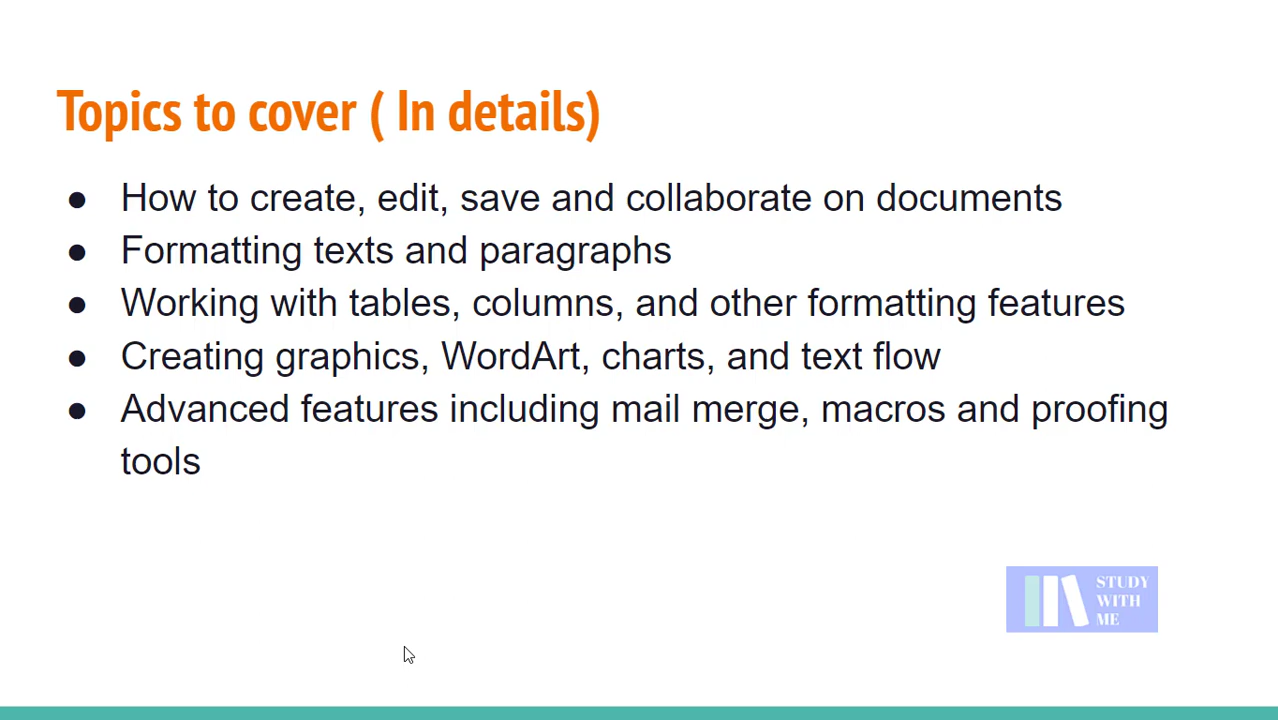 Topics to cover ( In details)
● How to create, edit, save and collaborate on documents
● Formatting texts and paragraphs
● Working with tables, columns, and other formatting features
● Creating graphics, WordArt, charts, and text flow
● Advanced features including mail merge, macros and proofing
tools
STUDY
WITH
ME